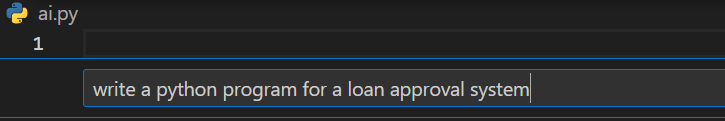 ai.py
1
write a python program for a loan approval system